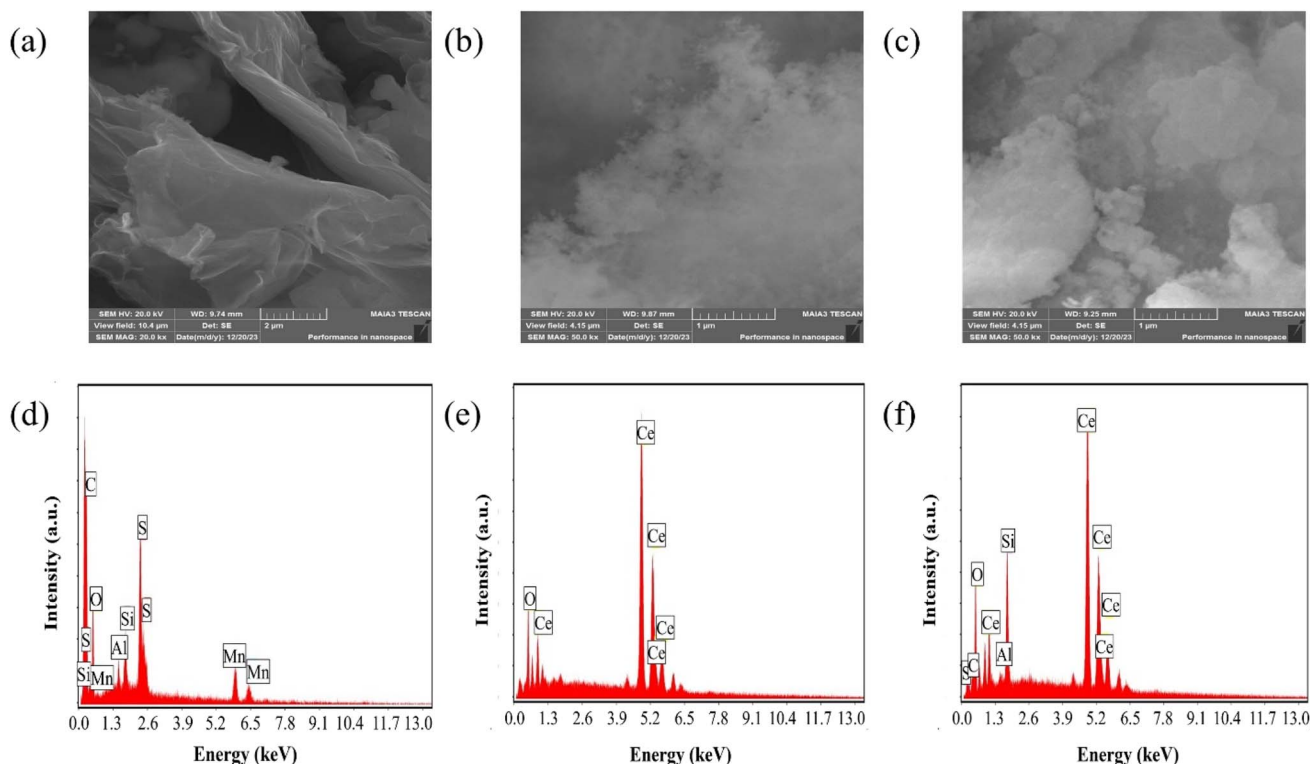 (a)
SEM HV: 20.0 kV WD: 9.74 mm MAIA3 TESCAN
View field: 10.4 µm Det: SE 2 µm
SEM MAG: 20.0 kx Date(m/d/y): 12/20/23 Performance in nanospace
(b)
SEM HV: 20.0 kV WD: 9.87 mm MAIA3 TESCAN
View field: 4.15 µm Det: SE 1 µm
SEM MAG: 50.0 kx Date(m/d/y): 12/20/23 Performance in nanospace
(c)
SEM HV: 20.0 kV WD: 9.25 mm MAIA3 TESCAN
View field: 4.15 µm Det: SE 1 µm
SEM MAG: 50.0 kx Date(m/d/y): 12/20/23 Performance in nanospace
(d)
Intensity (a.u.)
C
S
O
Si
S
S
Al
Mn
Si
Mn
Mn
0.0 1.3 2.6 3.9 5.2 6.5 7.8 9.1 10.4 11.7 13.0
Energy (keV)
(e)
Intensity (a.u.)
Ce
Ce
O
Ce
Ce
Ce
0.0 1.3 2.6 3.9 5.2 6.5 7.8 9.1 10.4 11.7 13.0
Energy (keV)
(f)
Intensity (a.u.)
Ce
Si
Ce
O
Ce
Ce
Al
Ce
C
S
0.0 1.3 2.6 3.9 5.2 6.5 7.8 9.1 10.4 11.7 13.0
Energy (keV)